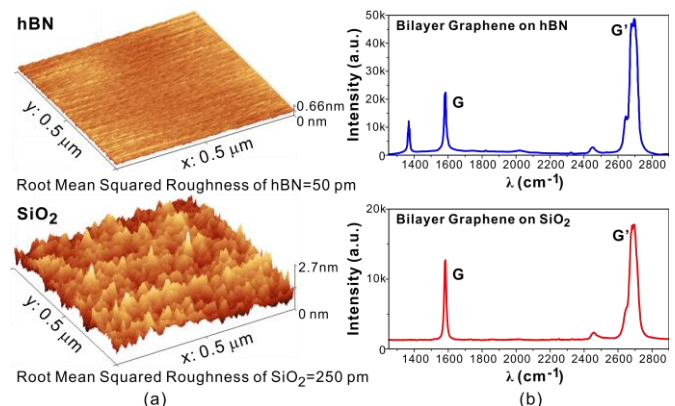 hBN
y: 0.5 μm
x: 0.5 μm
0.66nm
0 nm
Root Mean Squared Roughness of hBN=50 pm
SiO₂
y: 0.5 μm
x: 0.5 μm
2.7nm
0 nm
Root Mean Squared Roughness of SiO₂=250 pm
(a)
Bilayer Graphene on hBN
G'
G
Intensity (a.u.)
50k
40k
30k
20k
10k
0
1400 1600 1800 2000 2200 2400 2600 2800
λ (cm⁻¹)
Bilayer Graphene on SiO₂
G'
G
Intensity (a.u.)
20k
10k
0
1400 1600 1800 2000 2200 2400 2600 2800
λ (cm⁻¹)
(b)